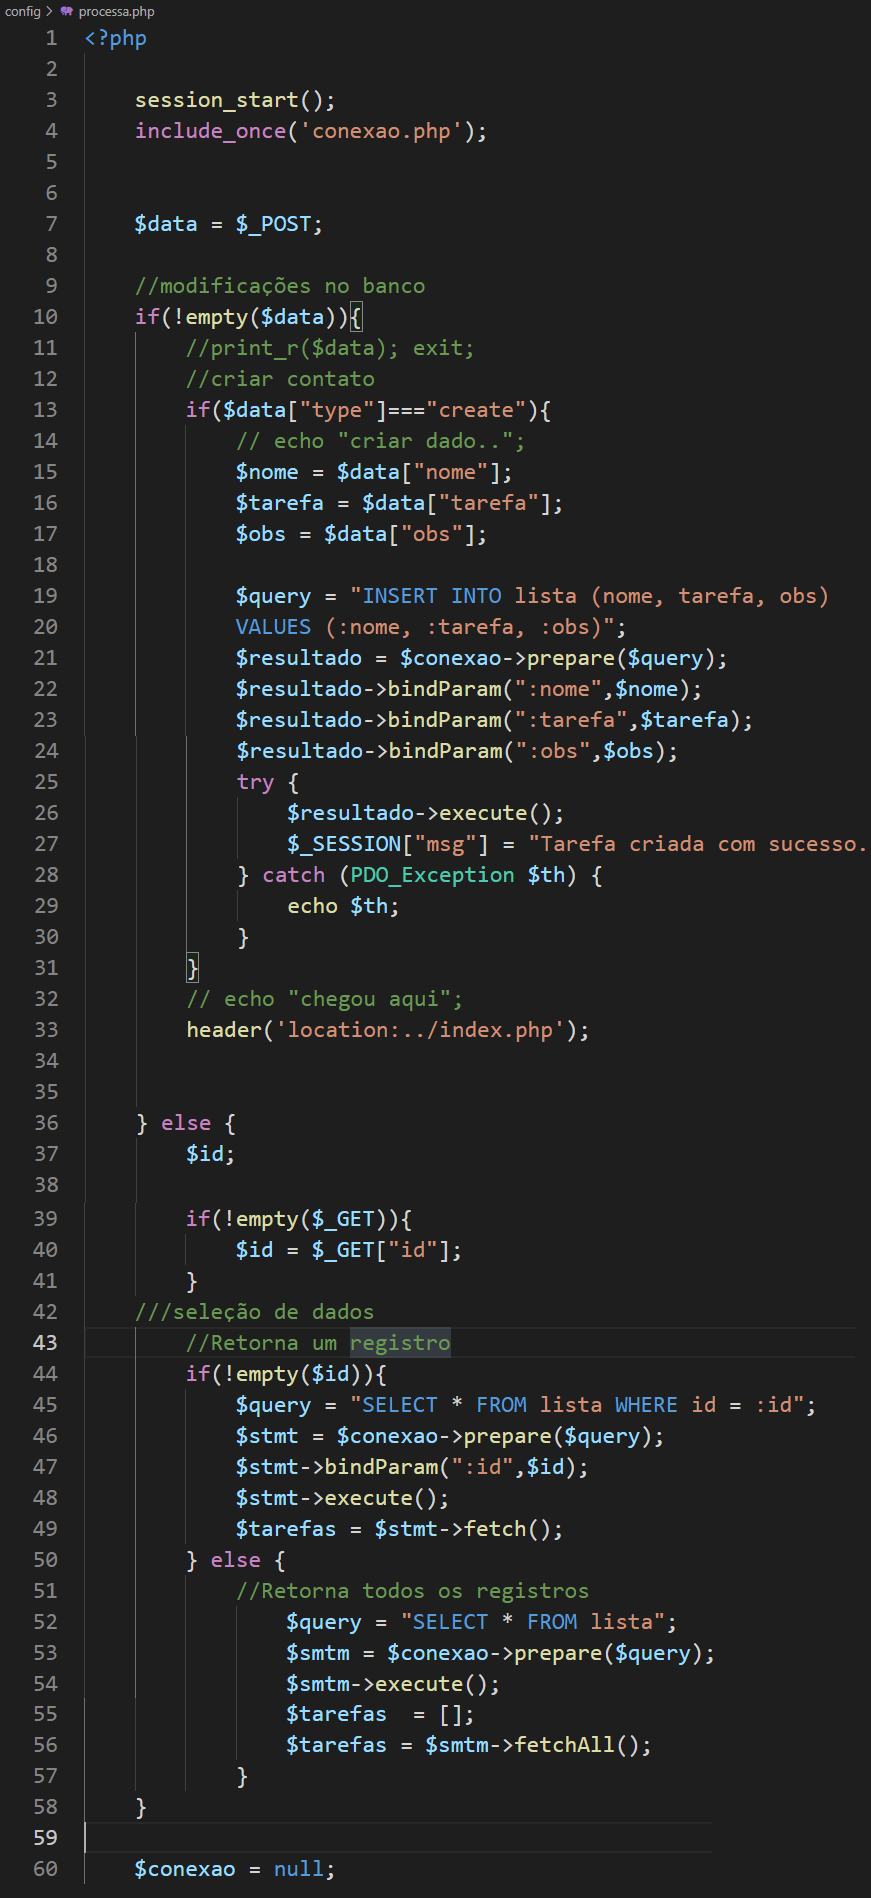 config > processa.php
1 <?php
2
3 session_start();
4 include_once('conexao.php');
5
6
7 $data = $_POST;
8
9 //modificações no banco
10 if(!empty($data)){
11 //print_r($data); exit;
12 //criar contato
13 if($data["type"]==="create"){
14 // echo "criar dado..";
15 $nome = $data["nome"];
16 $tarefa = $data["tarefa"];
17 $obs = $data["obs"];
18
19 $query = "INSERT INTO lista (nome, tarefa, obs)
20 VALUES (:nome, :tarefa, :obs)";
21 $resultado = $conexao->prepare($query);
22 $resultado->bindParam(":nome",$nome);
23 $resultado->bindParam(":tarefa",$tarefa);
24 $resultado->bindParam(":obs",$obs);
25 try {
26 $resultado->execute();
27 $_SESSION["msg"] = "Tarefa criada com sucesso.
28 } catch (PDO_Exception $th) {
29 echo $th;
30 }
31 }
32 // echo "chegou aqui";
33 header('location:../index.php');
34
35
36 } else {
37 $id;
38
39 if(!empty($_GET)){
40 $id = $_GET["id"];
41 }
42 ///seleção de dados
43 //Retorna um registro
44 if(!empty($id)){
45 $query = "SELECT * FROM lista WHERE id = :id";
46 $stmt = $conexao->prepare($query);
47 $stmt->bindParam(":id",$id);
48 $stmt->execute();
49 $tarefas = $stmt->fetch();
50 } else {
51 //Retorna todos os registros
52 $query = "SELECT * FROM lista";
53 $smtm = $conexao->prepare($query);
54 $smtm->execute();
55 $tarefas  = [];
56 $tarefas = $smtm->fetchAll();
57 }
58 }
59
60 $conexao = null;